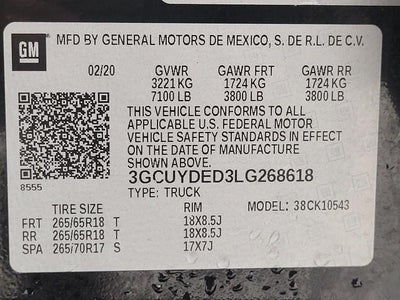 GM
MFD BY GENERAL MOTORS DE MEXICO, S. DE R.L. DE C.V.
02/20 GVWR GAWR FRT GAWR RR
3221 KG 1724 KG 1724 KG
7100 LB 3800 LB 3800 LB
THIS VEHICLE CONFORMS TO ALL
APPLICABLE U.S. FEDERAL MOTOR
VEHICLE SAFETY STANDARDS IN EFFECT
ON THE DATE OF MANUFACTURE
SHOWN ABOVE.
8555
3GCUYDED3LG268618
TYPE: TRUCK
TIRE SIZE RIM MODEL: 38CK10543
FRT 265/65R18 T 18X8.5J
RR 265/65R18 T 18X8.5J
SPA 265/70R17 S 17X7J